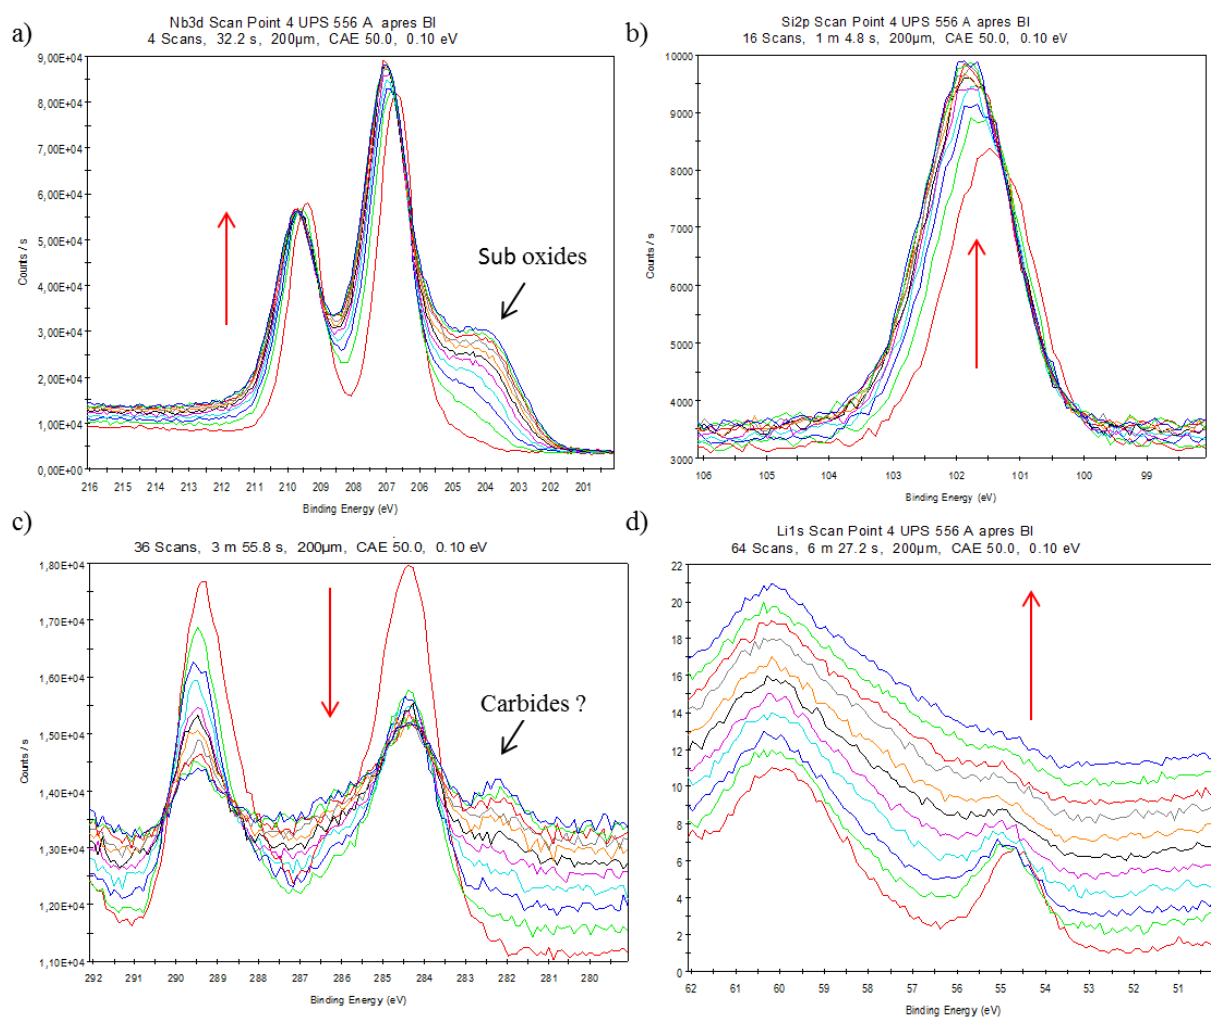 a)
Nb3d Scan Point 4 UPS 556 A apres BI
4 Scans, 32.2 s, 200µm, CAE 50.0, 0.10 eV
9,00E+04
8,00E+04
7,00E+04
6,00E+04
5,00E+04
4,00E+04
3,00E+04
2,00E+04
1,00E+04
0,00E+00
Counts / s
Sub oxides
216 215 214 213 212 211 210 209 208 207 206 205 204 203 202 201
Binding Energy (eV)
b)
Si2p Scan Point 4 UPS 556 A apres BI
16 Scans, 1 m 4.8 s, 200µm, CAE 50.0, 0.10 eV
10000
9000
8000
7000
6000
5000
4000
3000
Counts / s
106 105 104 103 102 101 100 99
Binding Energy (eV)
c)
36 Scans, 3 m 55.8 s, 200µm, CAE 50.0, 0.10 eV
1,80E+04
1,70E+04
1,60E+04
1,50E+04
1,40E+04
1,30E+04
1,20E+04
1,10E+04
Counts / s
Carbides ?
292 291 290 289 288 287 286 285 284 283 282 281 280
Binding Energy (eV)
d)
Li1s Scan Point 4 UPS 556 A apres BI
64 Scans, 6 m 27.2 s, 200µm, CAE 50.0, 0.10 eV
22
20
18
16
14
12
10
8
6
4
2
0
62 61 60 59 58 57 56 55 54 53 52 51
Binding Energy (eV)